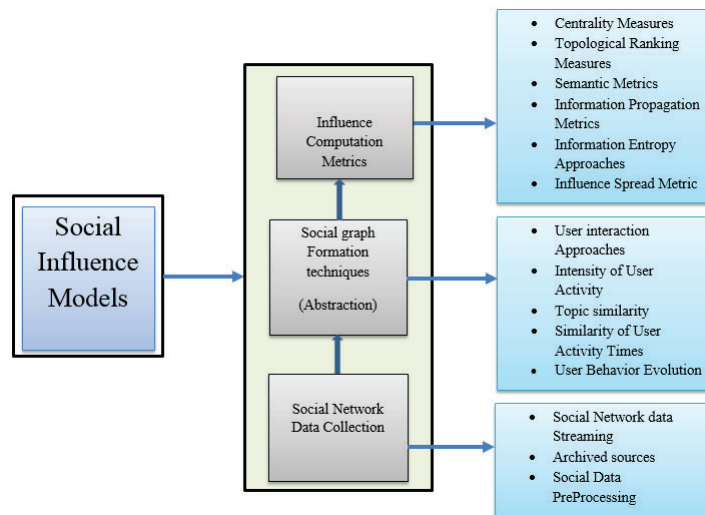 Social
Influence
Models
Influence
Computation
Metrics
Social graph
Formation
techniques
(Abstraction)
Social Network
Data Collection
• Centrality Measures
• Topological Ranking
Measures
• Semantic Metrics
• Information Propagation
Metrics
• Information Entropy
Approaches
• Influence Spread Metric
• User interaction
Approaches
• Intensity of User
Activity
• Topic similarity
• Similarity of User
Activity Times
• User Behavior Evolution
• Social Network data
Streaming
• Archived sources
• Social Data
PreProcessing